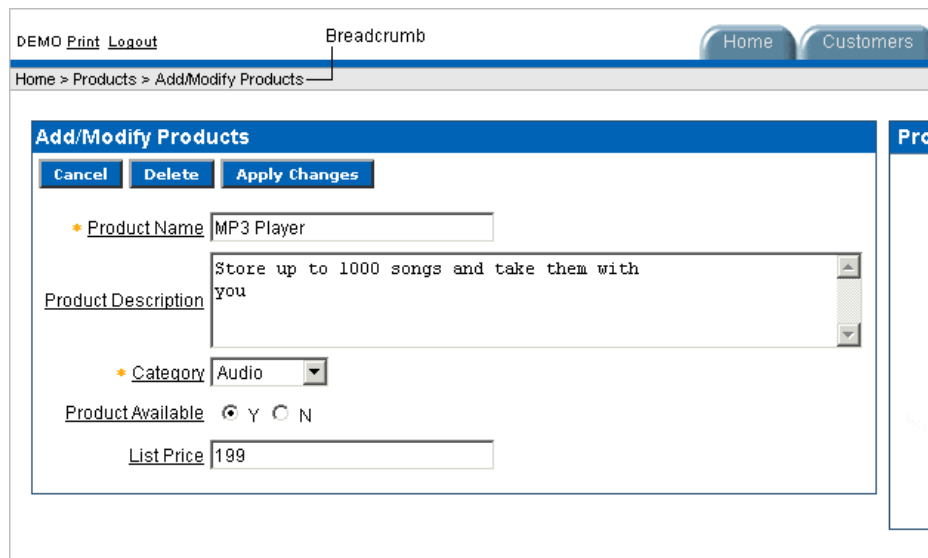 Breadcrumb
DEMO Print Logout
Home Customers
Home > Products > Add/Modify Products
Add/Modify Products
Pro
Cancel Delete Apply Changes
* Product Name MP3 Player
Product Description Store up to 1000 songs and take them with
you
* Category Audio
Product Available Y N
List Price 199